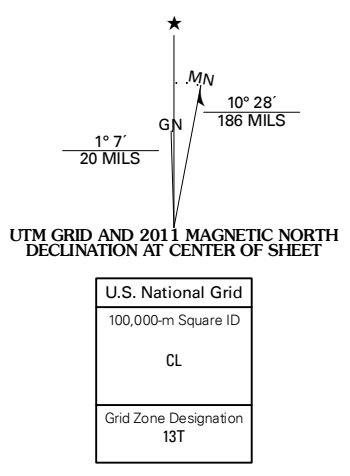 MN
10° 28´
186 MILS
GN
1° 7´
20 MILS
UTM GRID AND 2011 MAGNETIC NORTH
DECLINATION AT CENTER OF SHEET
U.S. National Grid
100,000-m Square ID
CL
Grid Zone Designation
13T